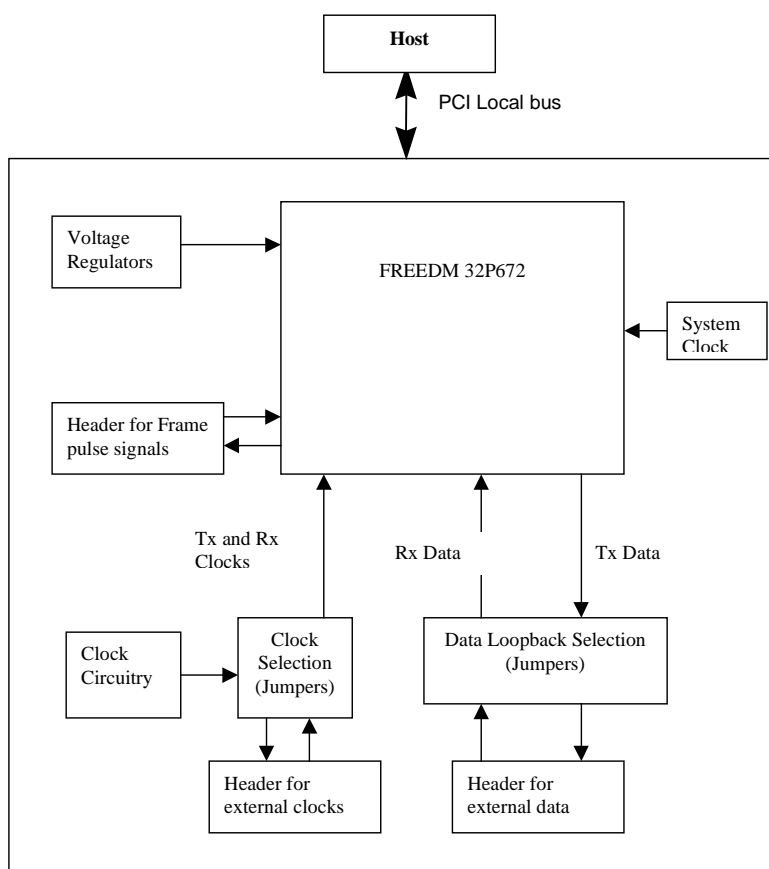 Host
PCI Local bus
Voltage
Regulators
FREEDM 32P672
System
Clock
Header for Frame
pulse signals
Tx and Rx
Clocks
Rx Data
Tx Data
Clock
Circuitry
Clock
Selection
(Jumpers)
Data Loopback Selection
(Jumpers)
Header for
external clocks
Header for
external data